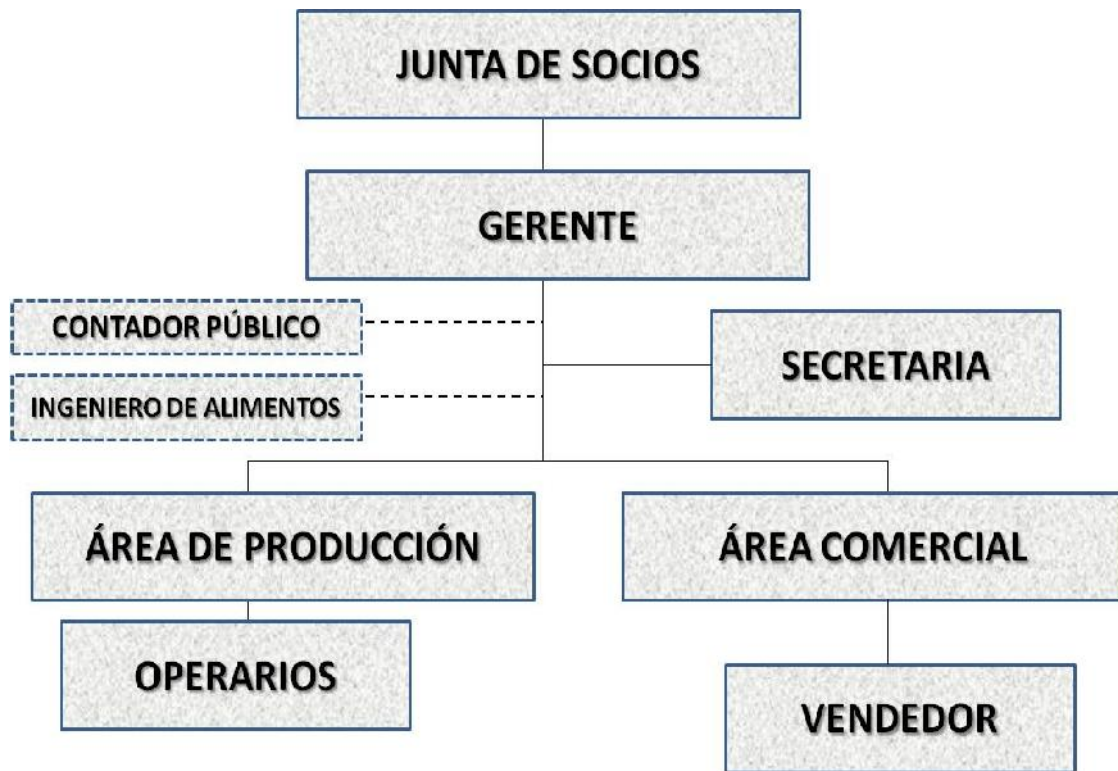 JUNTA DE SOCIOS
GERENTE
CONTADOR PÚBLICO
SECRETARIA
INGENIERO DE ALIMENTOS
ÁREA DE PRODUCCIÓN
ÁREA COMERCIAL
OPERARIOS
VENDEDOR